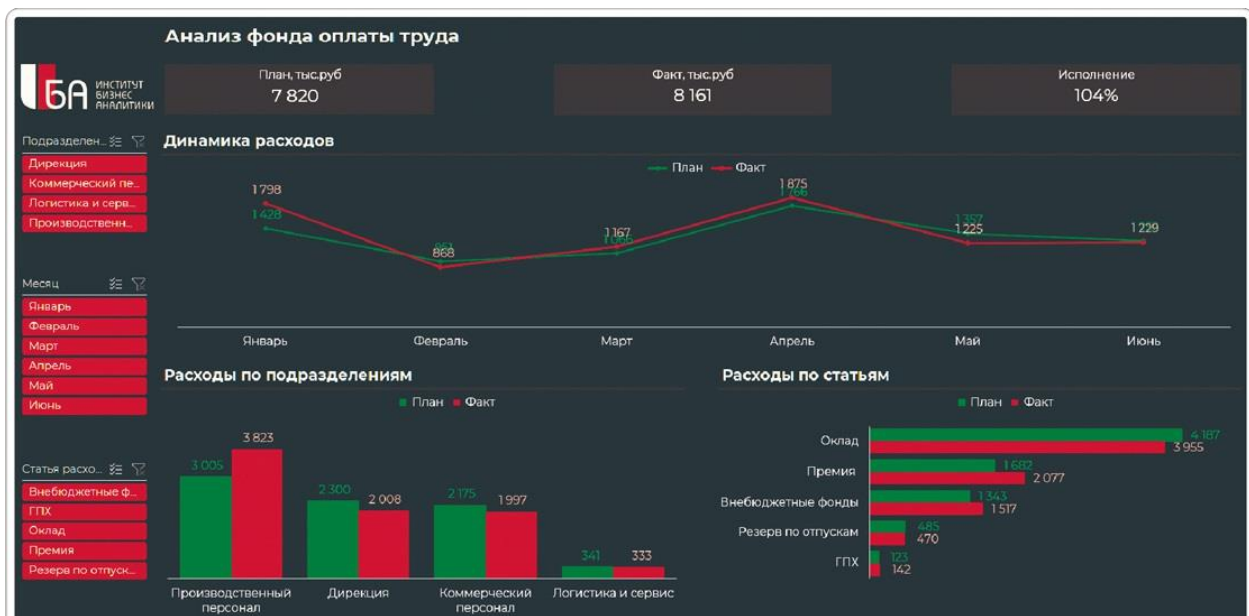 Анализ фонда оплаты труда
БА
ИНСТИТУТ
БИЗНЕС
АНАЛИТИКИ
План, тыс.руб
7 820
Факт, тыс.руб
8 161
Исполнение
104%
Подразделен...
Дирекция
Коммерческий пе...
Логистика и серв...
Производственн...
Месяц
Январь
Февраль
Март
Апрель
Май
Июнь
Статья расхо...
Внебюджетные ф...
ГПХ
Оклад
Премия
Резерв по отпуск...
Динамика расходов
План Факт
1 798
1 428
868
1 167
1 875
1 766
1 357
1 225
1 229
Январь Февраль Март Апрель Май Июнь
Расходы по подразделениям
План Факт
3 005 3 823
2 300 2 008
2 175 1 997
341 333
Производственный персонал
Дирекция
Коммерческий персонал
Логистика и сервис
Расходы по статьям
План Факт
Оклад
4 187
3 955
Премия
1 682
2 077
Внебюджетные фонды
1 343
1 517
Резерв по отпускам
485
470
ГПХ
123
142